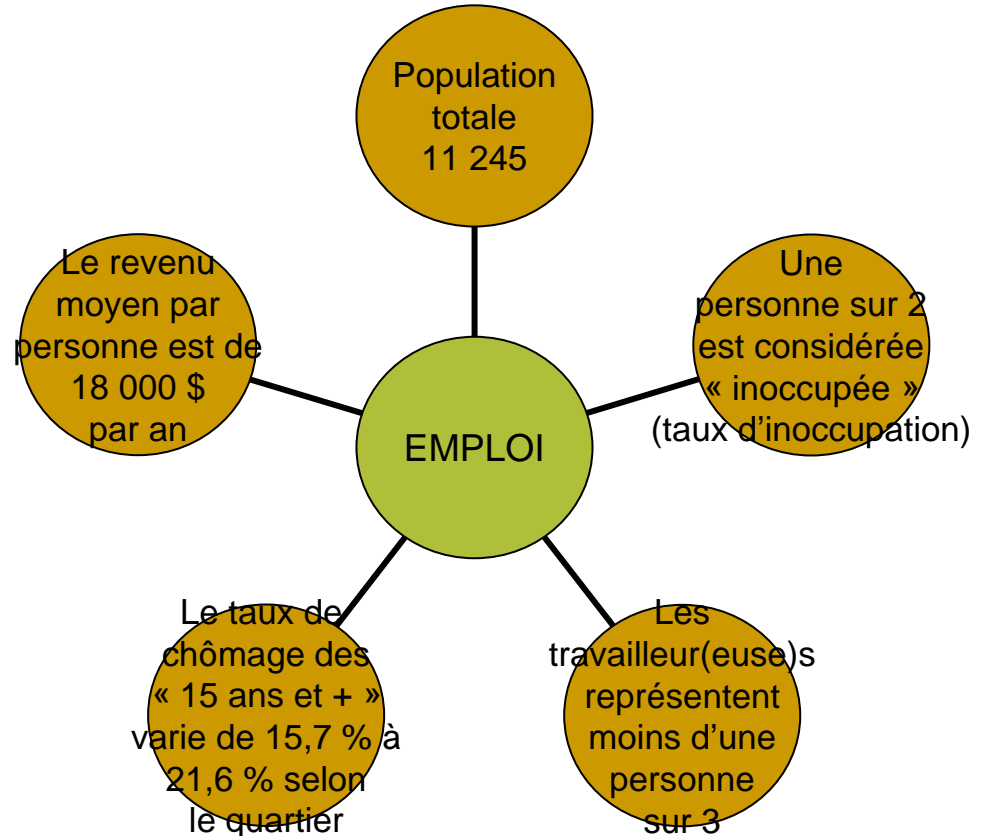 Population
totale
11 245
Le revenu
moyen par
personne est de
18 000 $
par an
Une
personne sur 2
est considérée
« inoccupée »
(taux d'inoccupation)
EMPLOI
Le taux de
chômage des
« 15 ans et + »
varie de 15,7 % à
21,6 % selon
le quartier
Les
travailleur(euse)s
représentent
moins d'une
personne
sur 3